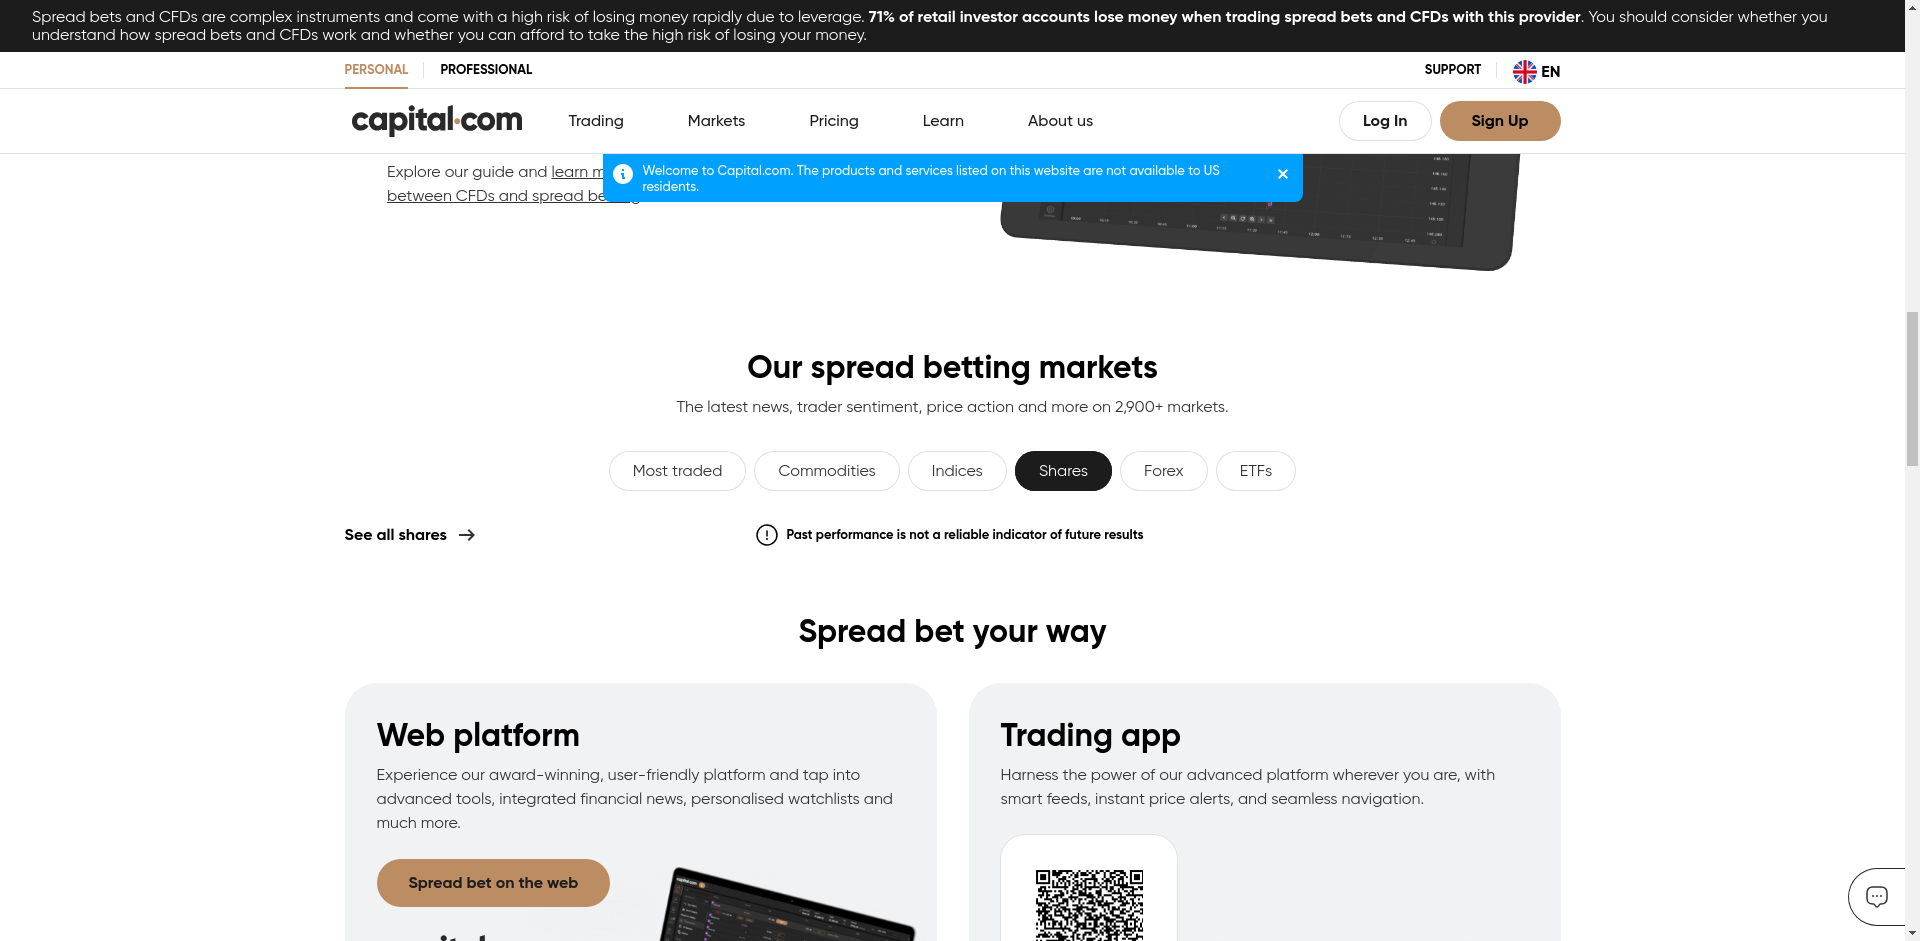 Spread bets and CFDs are complex instruments and come with a high risk of losing money rapidly due to leverage. 71% of retail investor accounts lose money when trading spread bets and CFDs with this provider. You should consider whether you
understand how spread bets and CFDs work and whether you can afford to take the high risk of losing your money.
PERSONAL PROFESSIONAL SUPPORT EN
capital.com Trading Markets Pricing Learn About us Log In Sign Up
Welcome to Capital.com. The products and services listed on this website are not available to US
residents.
Explore our guide and learn
between CFDs and spread
Our spread betting markets
The latest news, trader sentiment, price action and more on 2,900+ markets.
Most traded Commodities Indices Shares Forex ETFs
See all shares
Past performance is not a reliable indicator of future results
Spread bet your way
Web platform
Experience our award-winning, user-friendly platform and tap into
advanced tools, integrated financial news, personalised watchlists and
much more.
Spread bet on the web
Trading app
Harness the power of our advanced platform wherever you are, with
smart feeds, instant price alerts, and seamless navigation.